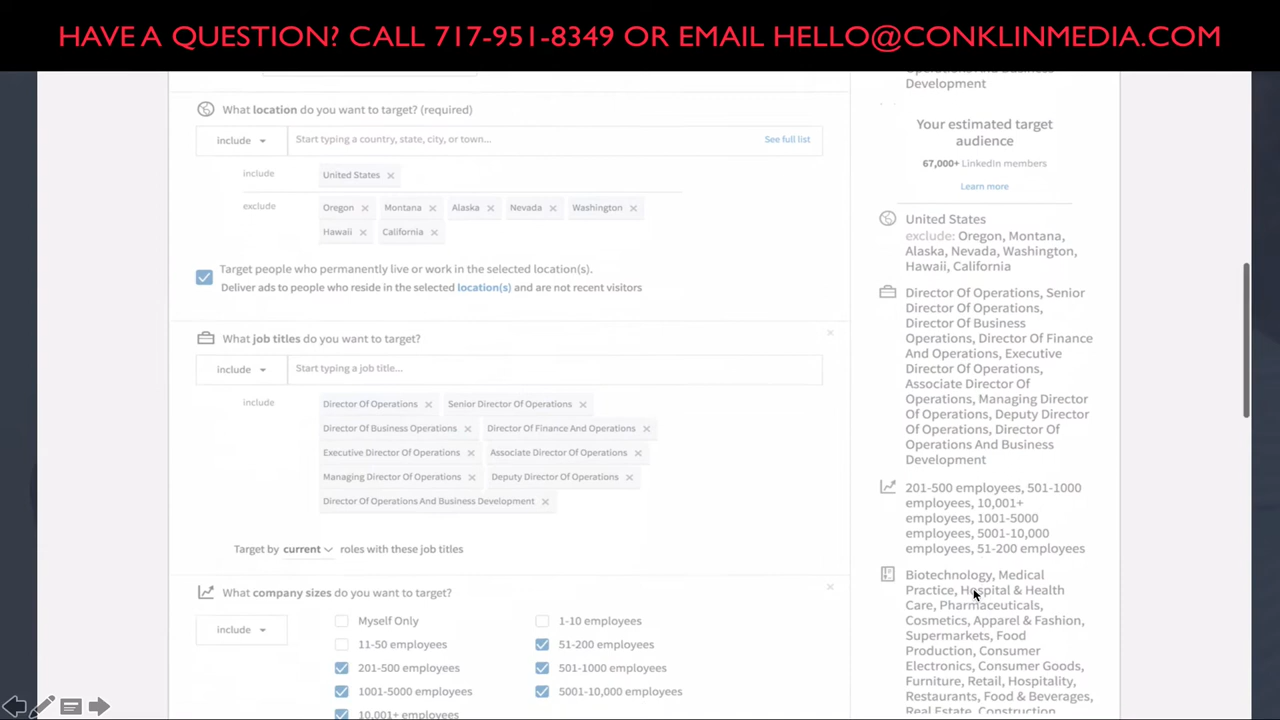 HAVE A QUESTION? CALL 717-951-8349 OR EMAIL HELLO@CONKLINMEDIA.COM
What location do you want to target? (required)
include
Start typing a country, state, city, or town...
See full list
include
United States
exclude
Oregon
Montana
Alaska
Nevada
Washington
Hawaii
California
Target people who permanently live or work in the selected location(s).
Deliver ads to people who reside in the selected location(s) and are not recent visitors
What job titles do you want to target?
include
Start typing a job title...
include
Director Of Operations
Senior Director Of Operations
Director Of Business Operations
Director Of Finance And Operations
Executive Director Of Operations
Associate Director Of Operations
Managing Director Of Operations
Deputy Director Of Operations
Director Of Operations And Business Development
Target by current roles with these job titles
What company sizes do you want to target?
include
Myself Only
1-10 employees
11-50 employees
51-200 employees
201-500 employees
501-1000 employees
1001-5000 employees
5001-10,000 employees
10,001+ employees
Operations And Business
Development
Your estimated target
audience
67,000+ LinkedIn members
Learn more
United States
exclude: Oregon, Montana,
Alaska, Nevada, Washington,
Hawaii, California
Director Of Operations, Senior
Director Of Operations,
Director Of Business
Operations, Director Of Finance
And Operations, Executive
Director Of Operations,
Associate Director Of
Operations, Managing Director
Of Operations, Deputy Director
Of Operations, Director Of
Operations And Business
Development
201-500 employees, 501-1000
employees, 10,001+
employees, 1001-5000
employees, 5001-10,000
employees, 51-200 employees
Biotechnology, Medical
Practice, Hospital & Health
Care, Pharmaceuticals,
Cosmetics, Apparel & Fashion,
Supermarkets, Food
Production, Consumer
Electronics, Consumer Goods,
Furniture, Retail, Hospitality,
Restaurants, Food & Beverages,
Real Estate, Construction